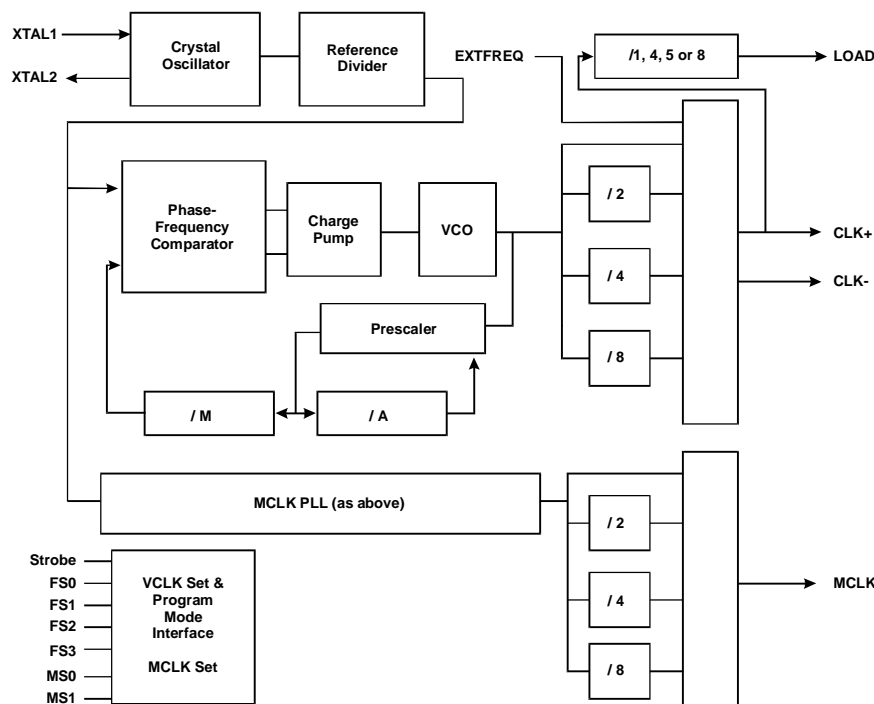 XTAL1
XTAL2
Crystal
Oscillator
Reference
Divider
EXTFREQ
/1, 4, 5 or 8
LOAD
Phase-
Frequency
Comparator
Charge
Pump
VCO
/ 2
/ 4
/ 8
CLK+
CLK-
Prescaler
/ M
/ A
MCLK PLL (as above)
/ 2
/ 4
/ 8
MCLK
Strobe
FS0
FS1
FS2
FS3
MS0
MS1
VCLK Set &
Program
Mode
Interface
MCLK Set